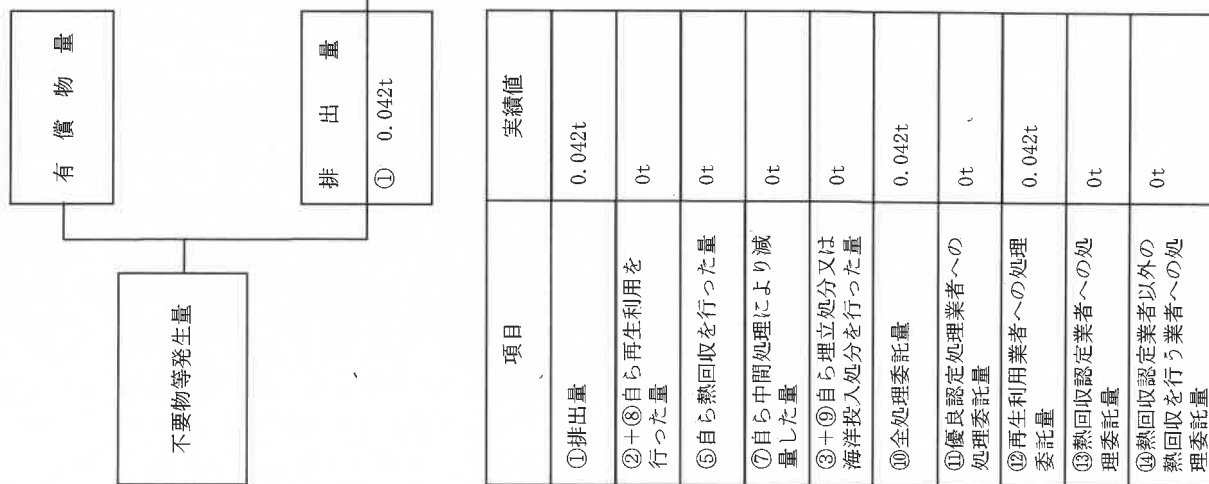 有償物量
不要物等発生量
排出量
① 0.042t
項目
実績値
①排出量
0.042t
②+⑧自ら再生利用を
行った量
0t
⑤自ら熱回収を行った量
0t
⑦自ら中間処理により減
量した量
0t
③+⑨自ら埋立処分又は
海洋投入処分を行った量
0t
⑩全処理委託量
0.042t
⑪優良認定処理業者への
処理委託量
0t
⑫再生利用業者への処理
委託量
0.042t
⑬熱回収認定業者への処
理委託量
0t
⑭熱回収認定業者以外の
熱回収を行う業者への処
理委託量
0t